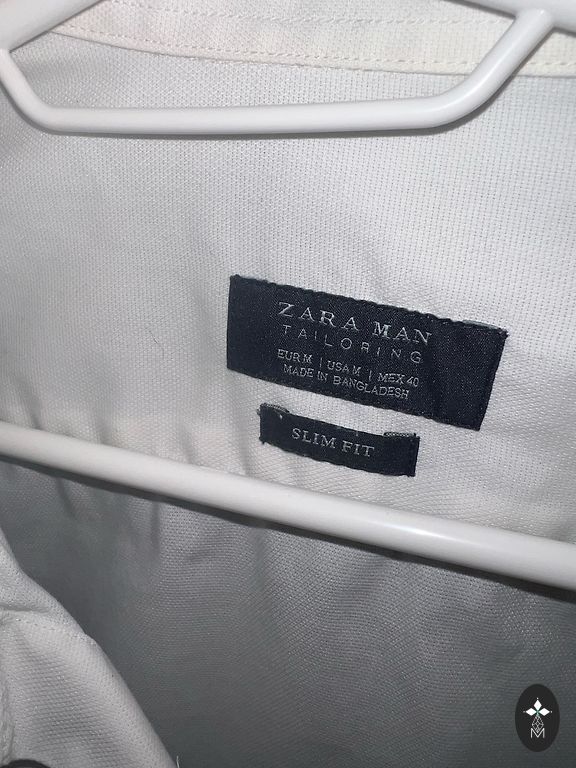 ZARA MAN
TAILORING
EUR M | USA M | MEX 40
MADE IN BANGLADESH
SLIM FIT
M